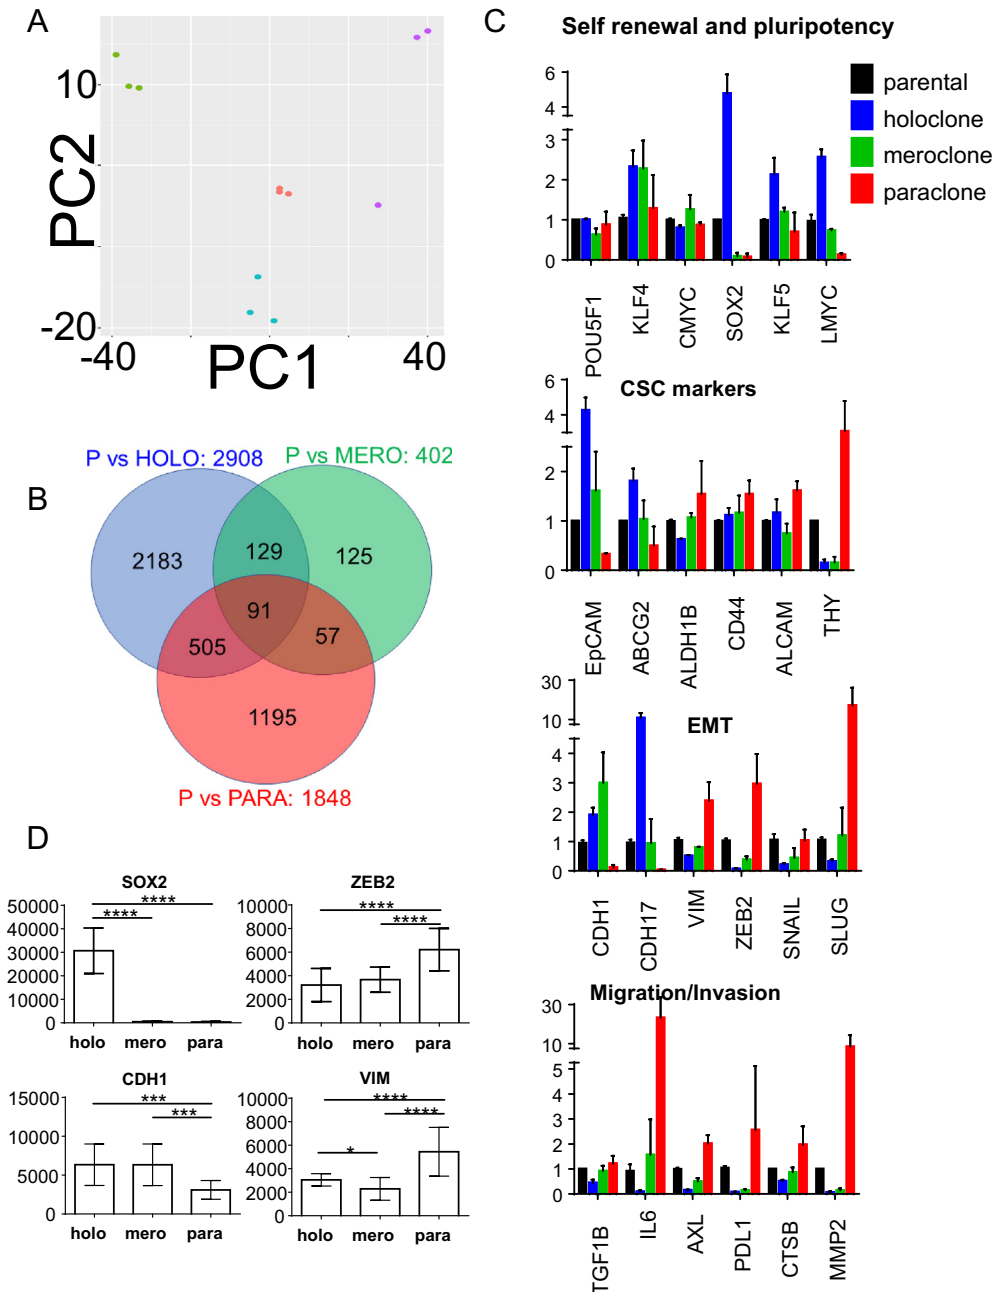 A
PC2
10
-20
-40
40
PC1
B
P vs HOLO: 2908
P vs MERO: 402
2183
129
125
91
505
57
1195
P vs PARA: 1848
C
Self renewal and pluripotency
parental
holoclone
meroclone
paraclone
6
4
3
2
1
0
POU5F1
KLF4
CMYC
SOX2
KLF5
LMYC
CSC markers
6
4
2
1
0
EpCAM
ABCG2
ALDH1B
CD44
ALCAM
THY
EMT
30
10
4
3
2
1
0
CDH1
CDH17
VIM
ZEB2
SNAIL
SLUG
Migration/Invasion
30
10
5
4
3
2
1
0
TGF1B
IL6
AXL
PDL1
CTSB
MMP2
D
SOX2
****
****
50000
40000
30000
20000
10000
0
holo mero para
ZEB2
****
****
10000
8000
6000
4000
2000
0
holo mero para
CDH1
***
***
15000
10000
5000
0
holo mero para
VIM
****
****
*
10000
8000
6000
4000
2000
0
holo mero para